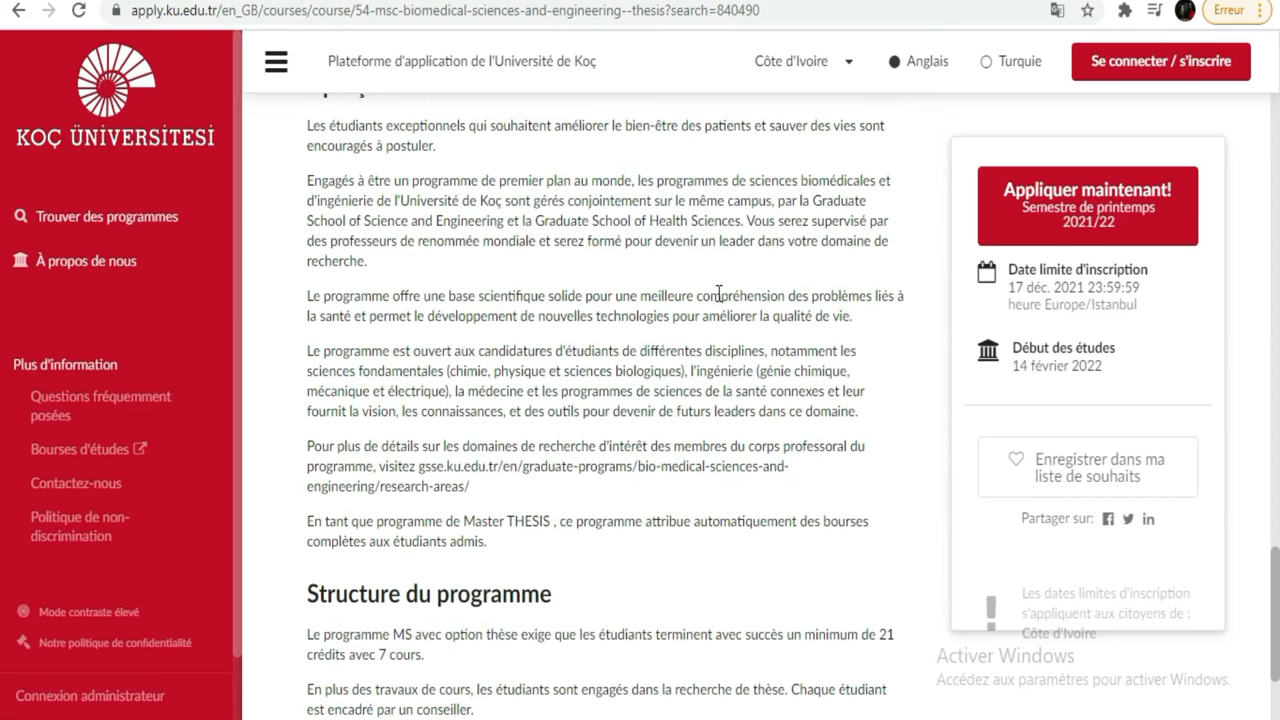 apply.ku.edu.tr/en_GB/courses/course/54-msc-biomedical-sciences-and-engineering--thesis?search=840490
Erreur
KOÇ ÜNİVERSİTESİ
Trouver des programmes
À propos de nous
Plus d'information
Questions fréquemment
posées
Bourses d'études
Contactez-nous
Politique de non-
discrimination
Mode contraste élevé
Notre politique de confidentialité
Connexion administrateur
Plateforme d'application de l'Université de Koç
Côte d'Ivoire
Anglais
Turquie
Se connecter / s'inscrire
Les étudiants exceptionnels qui souhaitent améliorer le bien-être des patients et sauver des vies sont
encouragés à postuler.
Engagés à être un programme de premier plan au monde, les programmes de sciences biomédicales et
d'ingénierie de l'Université de Koç sont gérés conjointement sur le même campus, par la Graduate
School of Science and Engineering et la Graduate School of Health Sciences. Vous serez supervisé par
des professeurs de renommée mondiale et serez formé pour devenir un leader dans votre domaine de
recherche.
Le programme offre une base scientifique solide pour une meilleure compréhension des problèmes liés à
la santé et permet le développement de nouvelles technologies pour améliorer la qualité de vie.
Le programme est ouvert aux candidatures d'étudiants de différentes disciplines, notamment les
sciences fondamentales (chimie, physique et sciences biologiques), l'ingénierie (génie chimique,
mécanique et électrique), la médecine et les programmes de sciences de la santé connexes et leur
fournit la vision, les connaissances, et des outils pour devenir de futurs leaders dans ce domaine.
Pour plus de détails sur les domaines de recherche d'intérêt des membres du corps professoral du
programme, visitez gsse.ku.edu.tr/en/graduate-programs/bio-medical-sciences-and-
engineering/research-areas/
En tant que programme de Master THESIS , ce programme attribue automatiquement des bourses
complètes aux étudiants admis.
Structure du programme
Le programme MS avec option thèse exige que les étudiants terminent avec succès un minimum de 21
crédits avec 7 cours.
En plus des travaux de cours, les étudiants sont engagés dans la recherche de thèse. Chaque étudiant
est encadré par un conseiller.
Appliquer maintenant!
Semestre de printemps
2021/22
Date limite d'inscription
17 déc. 2021 23:59:59
heure Europe/Istanbul
Début des études
14 février 2022
Enregistrer dans ma
liste de souhaits
Partager sur:
Les dates limites d'inscription
s'appliquent aux citoyens de :
Côte d'Ivoire
Activer Windows
Accédez aux paramètres pour activer Windows.